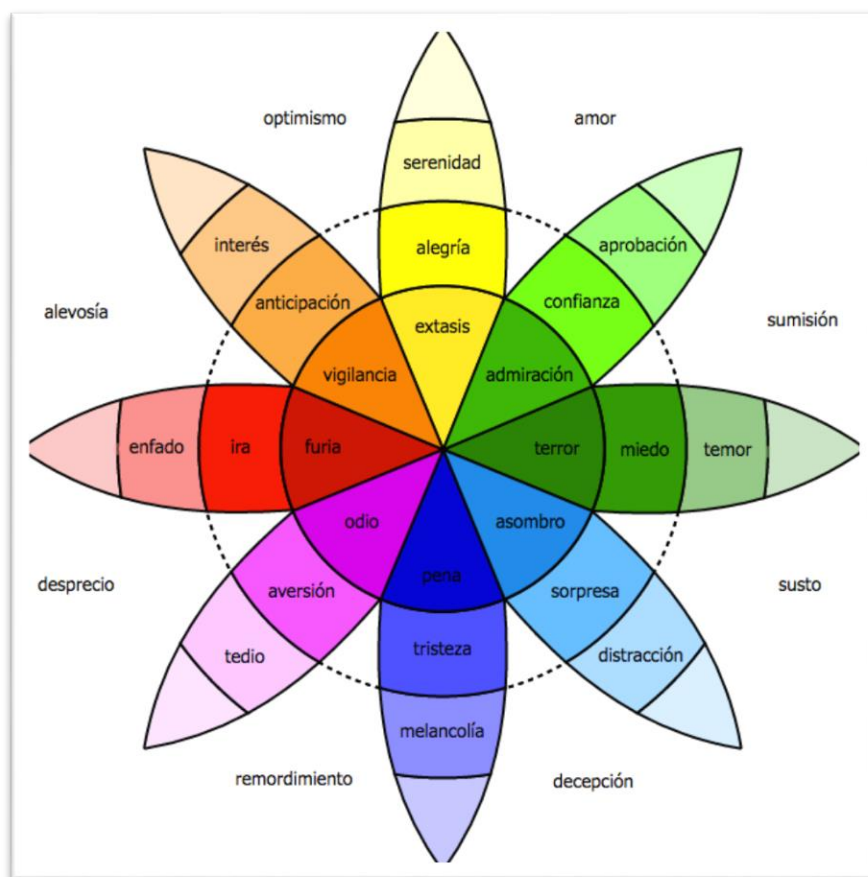 optimismo
amor
serenidad
interés
aprobación
alegría
anticipación
confianza
alevosía
sumisión
extasis
vigilancia
admiración
enfado
ira
furia
terror
miedo
temor
odio
asombro
desprecio
pena
susto
aversión
sorpresa
tristeza
tedio
distracción
melancolía
remordimiento
decepción